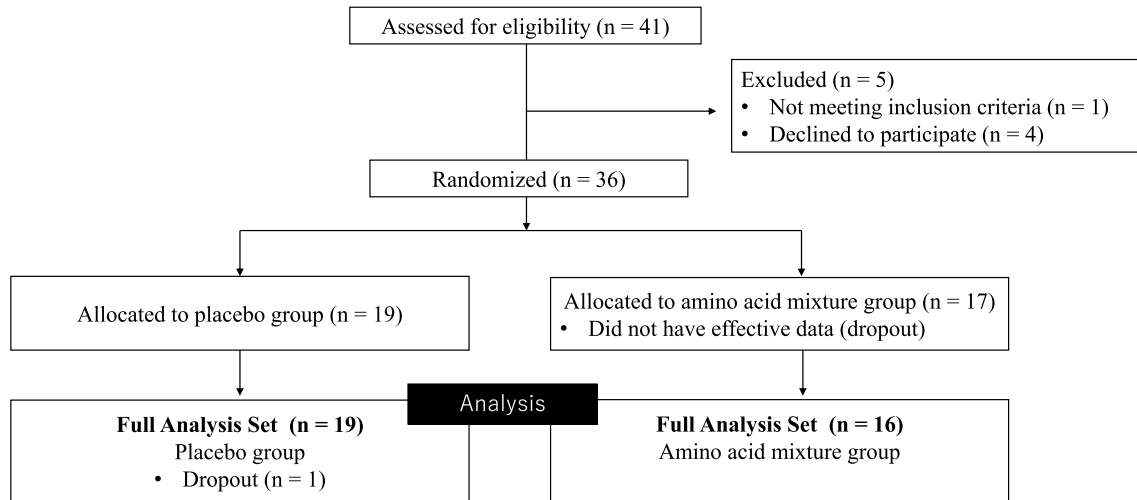 Assessed for eligibility (n = 41)
Excluded (n = 5)
• Not meeting inclusion criteria (n = 1)
• Declined to participate (n = 4)
Randomized (n = 36)
Allocated to placebo group (n = 19)
Allocated to amino acid mixture group (n = 17)
• Did not have effective data (dropout)
Analysis
Full Analysis Set (n = 19)
Placebo group
• Dropout (n = 1)
Full Analysis Set (n = 16)
Amino acid mixture group